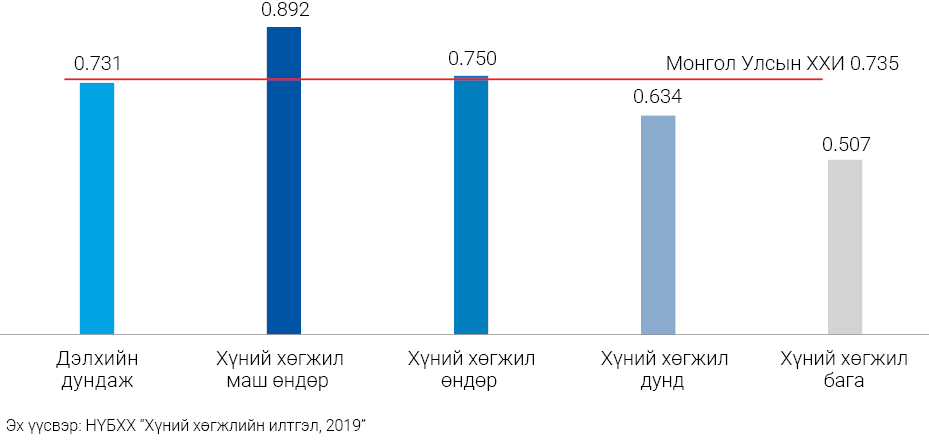 0.892
0.731
0.750
Монгол Улсын ХХИ 0.735
0.634
0.507
Дэлхийн
дундаж
Хүний хөгжил
маш өндөр
Хүний хөгжил
өндөр
Хүний хөгжил
дунд
Хүний хөгжил
бага
Эх үүсвэр: НҮБХХ “Хүний хөгжлийн илтгэл, 2019”